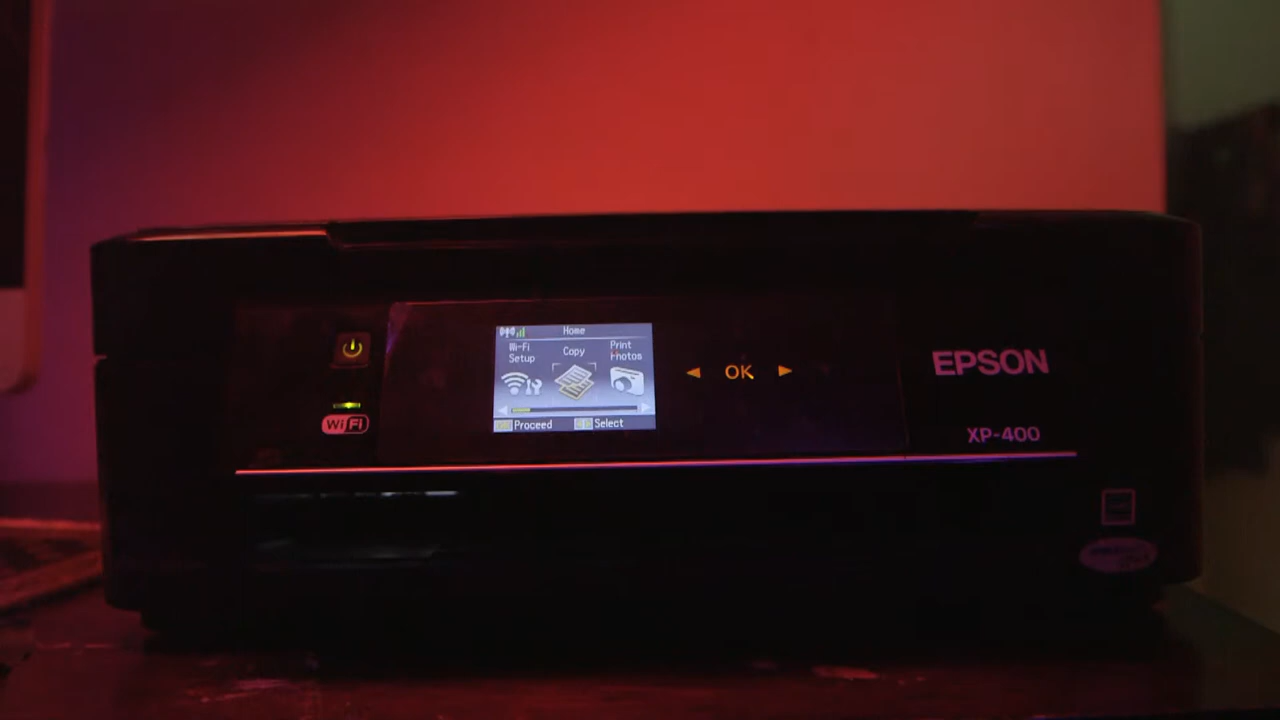 Home
Wi-Fi Setup
Copy
Print Photos
Proceed
Select
OK
WiFi
EPSON
XP-400